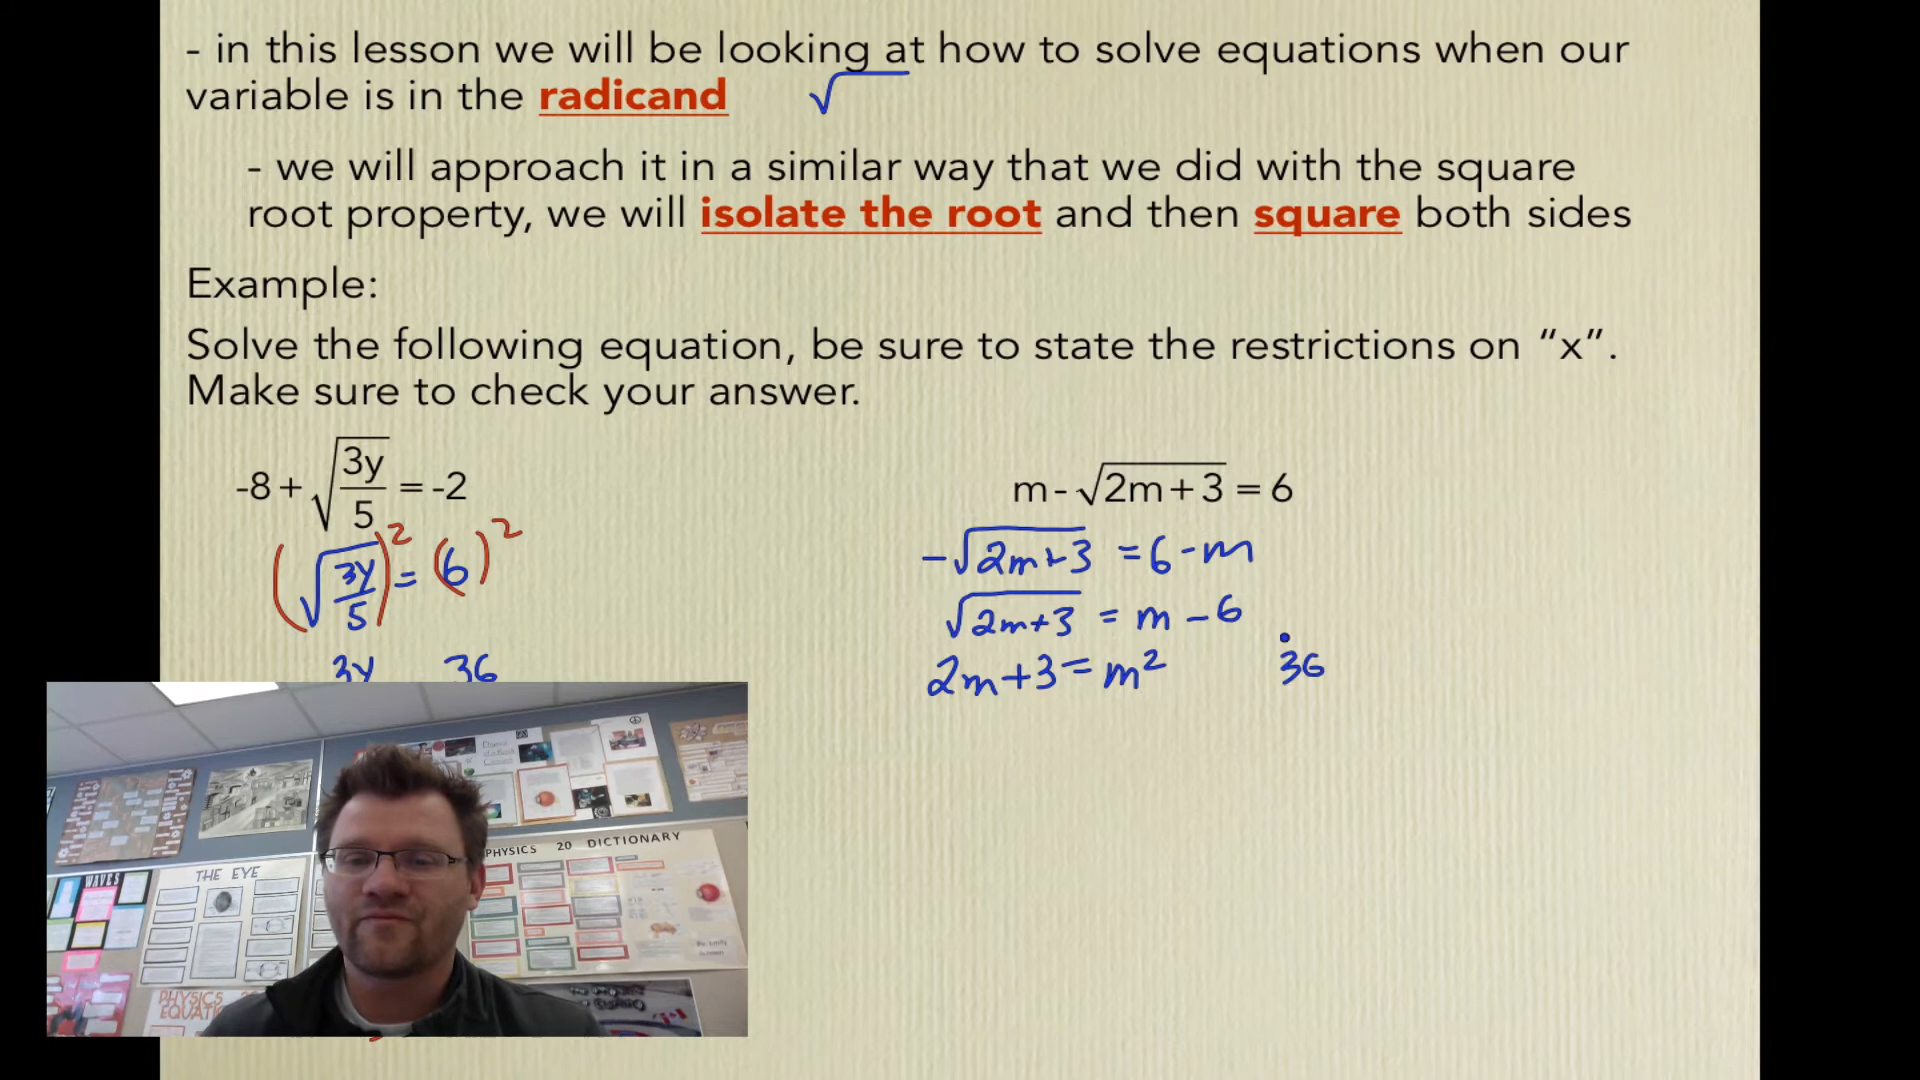 - in this lesson we will be looking at how to solve equations when our
variable is in the radicand √
- we will approach it in a similar way that we did with the square
root property, we will isolate the root and then square both sides
Example:
Solve the following equation, be sure to state the restrictions on “x”.
Make sure to check your answer.
-8 + √(3y/5) = -2
(√(3y/5))² = (6)²
3y 36
m - √(2m + 3) = 6
-√(2m+3) = 6 - m
√(2m+3) = m - 6
2m+3 = m² 36
PHYSICS 20 DICTIONARY
THE EYE
WAVES
PHYSICS